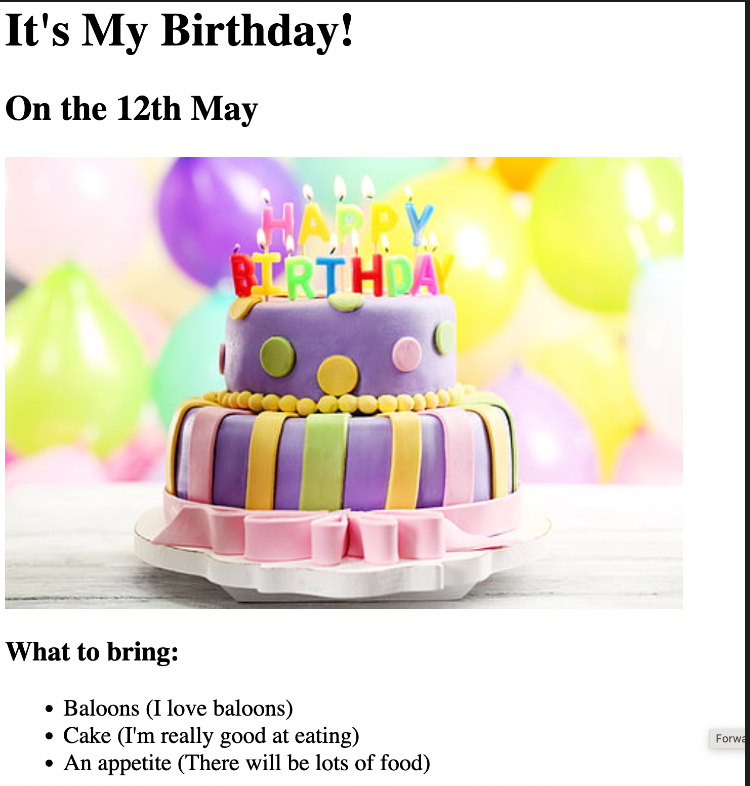 It's My Birthday!
On the 12th May
HAPPY
BIRTHDAY
What to bring:
• Baloons (I love baloons)
• Cake (I'm really good at eating)
Forwa
• An appetite (There will be lots of food)